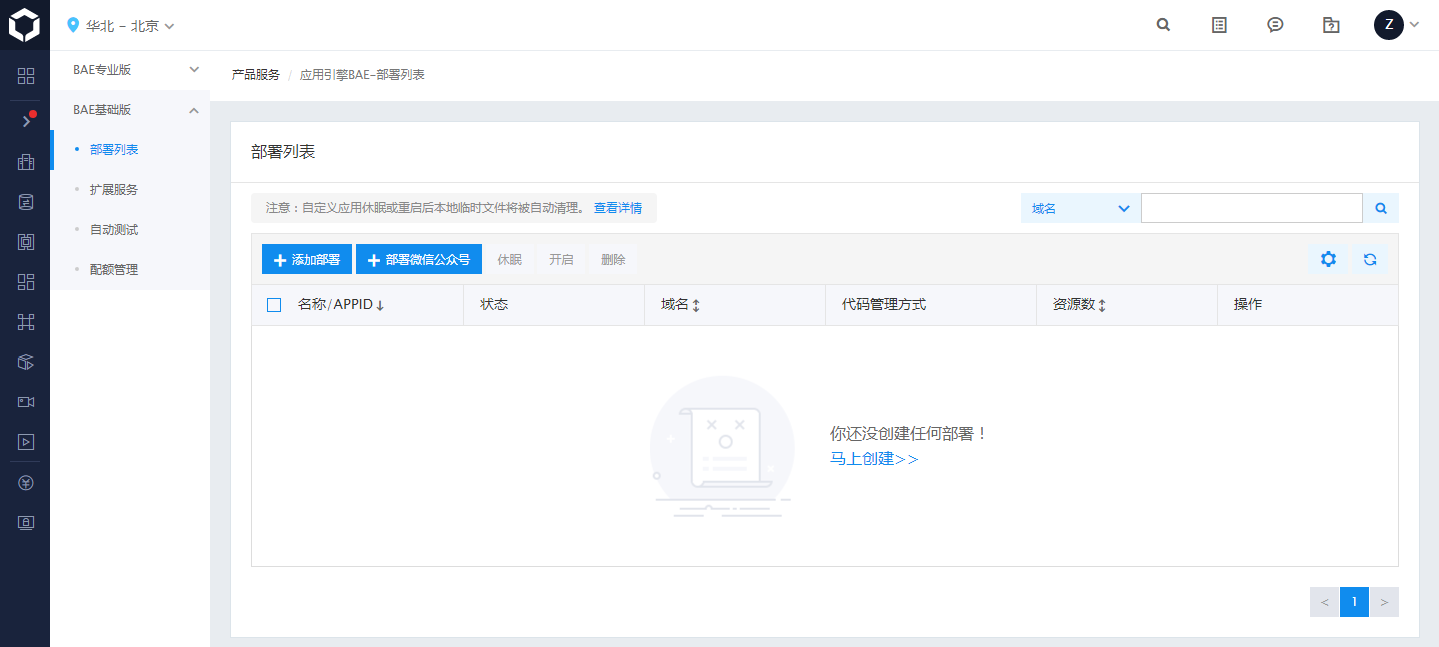 华北 - 北京
Z
BAE专业版
BAE基础版
部署列表
扩展服务
自动测试
配额管理
产品服务 / 应用引擎BAE-部署列表
部署列表
注意：自定义应用休眠或重启后本地临时文件将被自动清理。 查看详情
域名
添加部署 部署微信公众号 休眠 开启 删除
名称/APPID 状态 域名 代码管理方式 资源数 操作
你还没创建任何部署！
马上创建>>
< 1 >